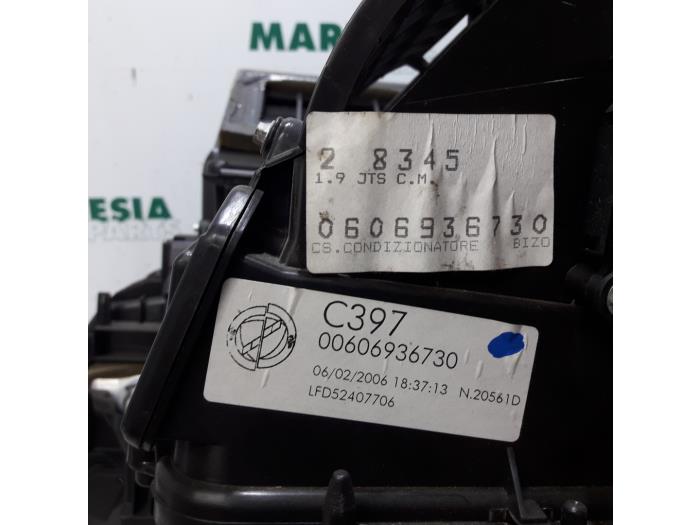 MAR
ESIA
PARTS
2 8345
1.9 JTS C.M.
0606936730
CS.CONDIZIONATORE BIZO
C397
00606936730
06/02/2006 18:37:13 N.20561D
LFD52407706